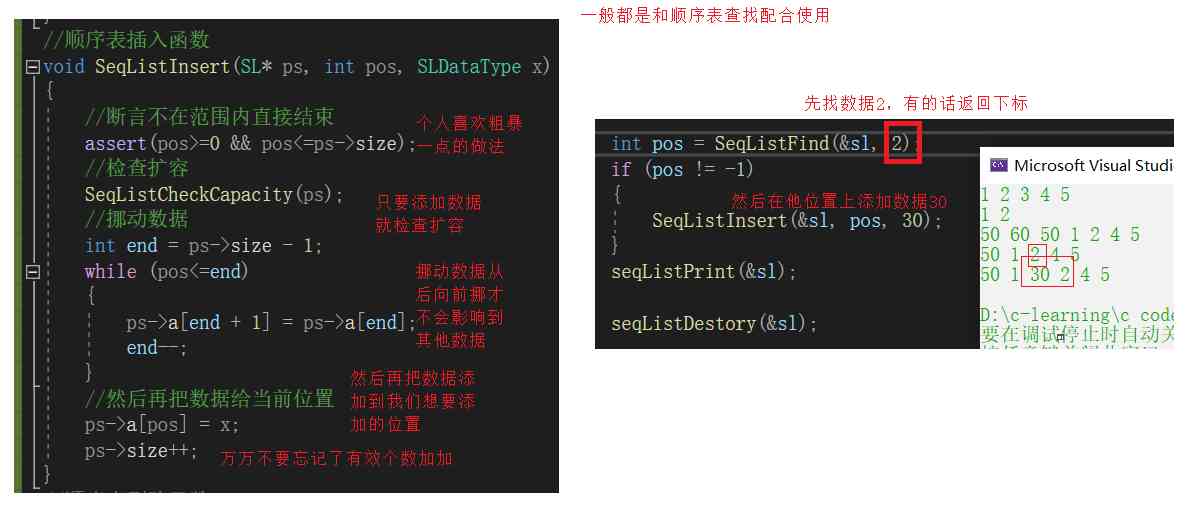 一般都是和顺序表查找配合使用
//顺序表插入函数
void SeqListInsert(SL* ps, int pos, SLDataType x)
{
//断言不在范围内直接结束
assert(pos>=0 && pos<=ps->size);
个人喜欢粗暴
一点的做法
//检查扩容
SeqListCheckCapacity(ps);
只要添加数据
就检查扩容
//挪动数据
int end = ps->size - 1;
while (pos<=end)
{
ps->a[end + 1] = ps->a[end];
end--;
}
挪动数据从
后向前挪才
不会影响到
其他数据
//然后再把数据给当前位置
ps->a[pos] = x;
ps->size++;
}
然后再把数据添
加到我们想要添
加的位置
万万不要忘记了有效个数加加
先找数据2，有的话返回下标
int pos = SeqListFind(&sl, 2);
if (pos != -1)
{
然后在他位置上添加数据30
SeqListInsert(&sl, pos, 30);
}
seqListPrint(&sl);
seqListDestory(&sl);
Microsoft Visual Studi
1 2 3 4 5
1 2
50 60 50 1 2 4 5
50 1 2 4 5
50 1 30 2 4 5
D:\c-learning\c code
要在调试停止时自动关